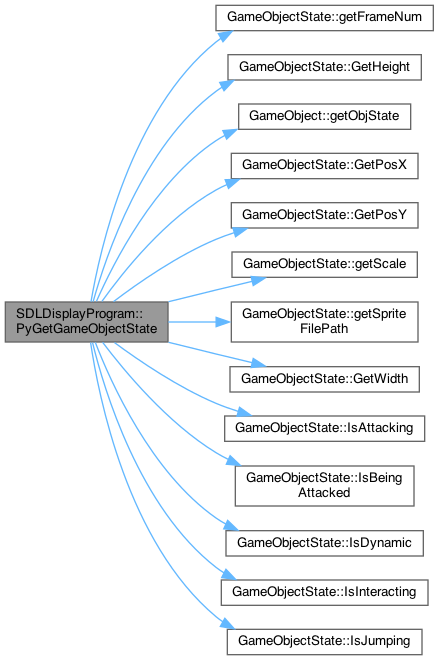 GameObjectState::getFrameNum
GameObjectState::GetHeight
GameObject::getObjState
GameObjectState::GetPosX
GameObjectState::GetPosY
GameObjectState::getScale
SDLDisplayProgram::
PyGetGameObjectState
GameObjectState::getSprite
FilePath
GameObjectState::GetWidth
GameObjectState::IsAttacking
GameObjectState::IsBeing
Attacked
GameObjectState::IsDynamic
GameObjectState::IsInteracting
GameObjectState::IsJumping